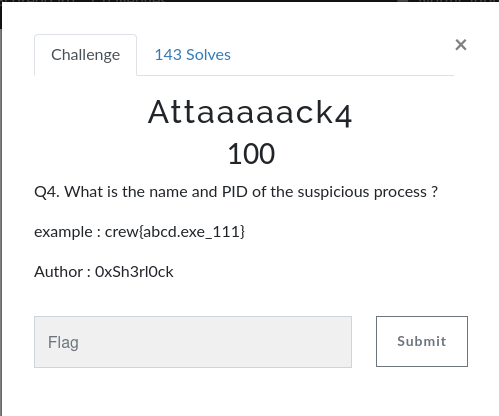 Challenge
143 Solves
×
Attaaaaack4
100
Q4. What is the name and PID of the suspicious process ?
example : crew{abcd.exe_111}
Author : 0xSh3rl0ck
Flag
Submit